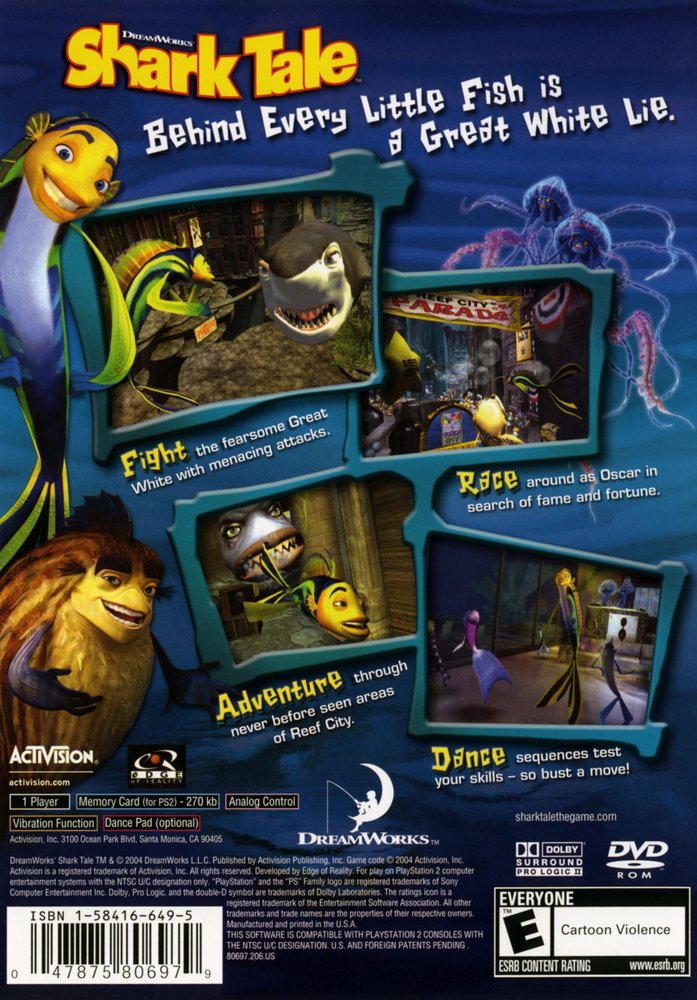 DREAMWORKS
Shark Tale™
Behind Every Little Fish is
a Great White Lie.
REEF CITY'S
PARADE
Fight the fearsome Great
White with menacing attacks.
Race around as Oscar in
search of fame and fortune.
Adventure through
never before seen areas
of Reef City.
Dance sequences test
your skills – so bust a move!
ACTIVISION®
activision.com
EDGE
OF REALITY
1 Player
Memory Card (for PS2) - 270 kb
Analog Control
Vibration Function
Dance Pad (optional)
Activision, Inc. 3100 Ocean Park Blvd, Santa Monica, CA 90405
DREAMWORKS™
sharktalethegame.com
DOLBY
SURROUND
PRO LOGIC II
DVD
ROM
DreamWorks' Shark Tale TM & © 2004 DreamWorks L.L.C. Published by Activision Publishing, Inc. Game code © 2004 Activision, Inc.
Activision is a registered trademark of Activision, Inc. All rights reserved. Developed by Edge of Reality. For play on PlayStation 2 computer
entertainment systems with the NTSC U/C designation only. "PlayStation" and the "PS" Family logo are registered trademarks of Sony
Computer Entertainment Inc. Dolby, Pro Logic, and the double-D symbol are trademarks of Dolby Laboratories. The ratings icon is a
registered trademark of the Entertainment Software Association. All other
trademarks and trade names are the properties of their respective owners.
Manufactured and printed in the U.S.A.
THIS SOFTWARE IS COMPATIBLE WITH PLAYSTATION 2 CONSOLES WITH
THE NTSC U/C DESIGNATION. U.S. AND FOREIGN PATENTS PENDING.
80697.206.US
ISBN 1-58416-649-5
0 47875 80697 9
EVERYONE
E
Cartoon Violence
ESRB CONTENT RATING www.esrb.org